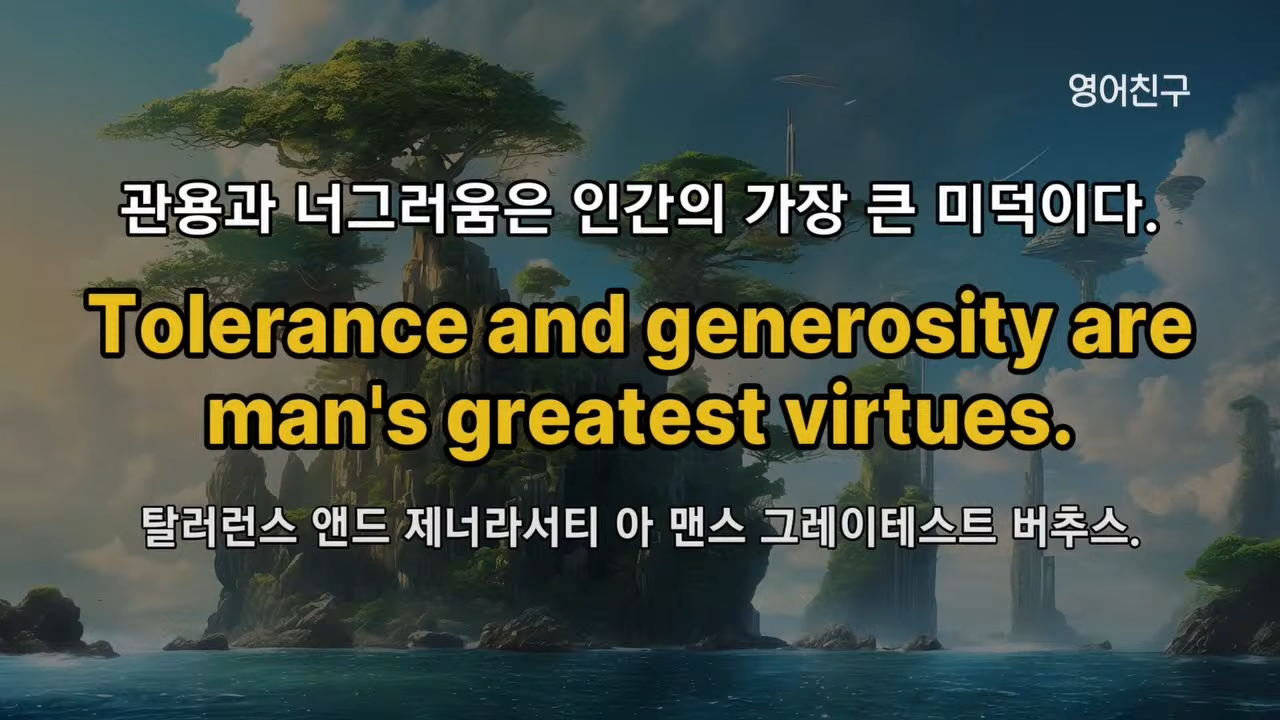 영어친구
관용과 너그러움은 인간의 가장 큰 미덕이다.
Tolerance and generosity are
man's greatest virtues.
탈러런스 앤드 제너라서티 아 맨스 그레이테스트 버추스.